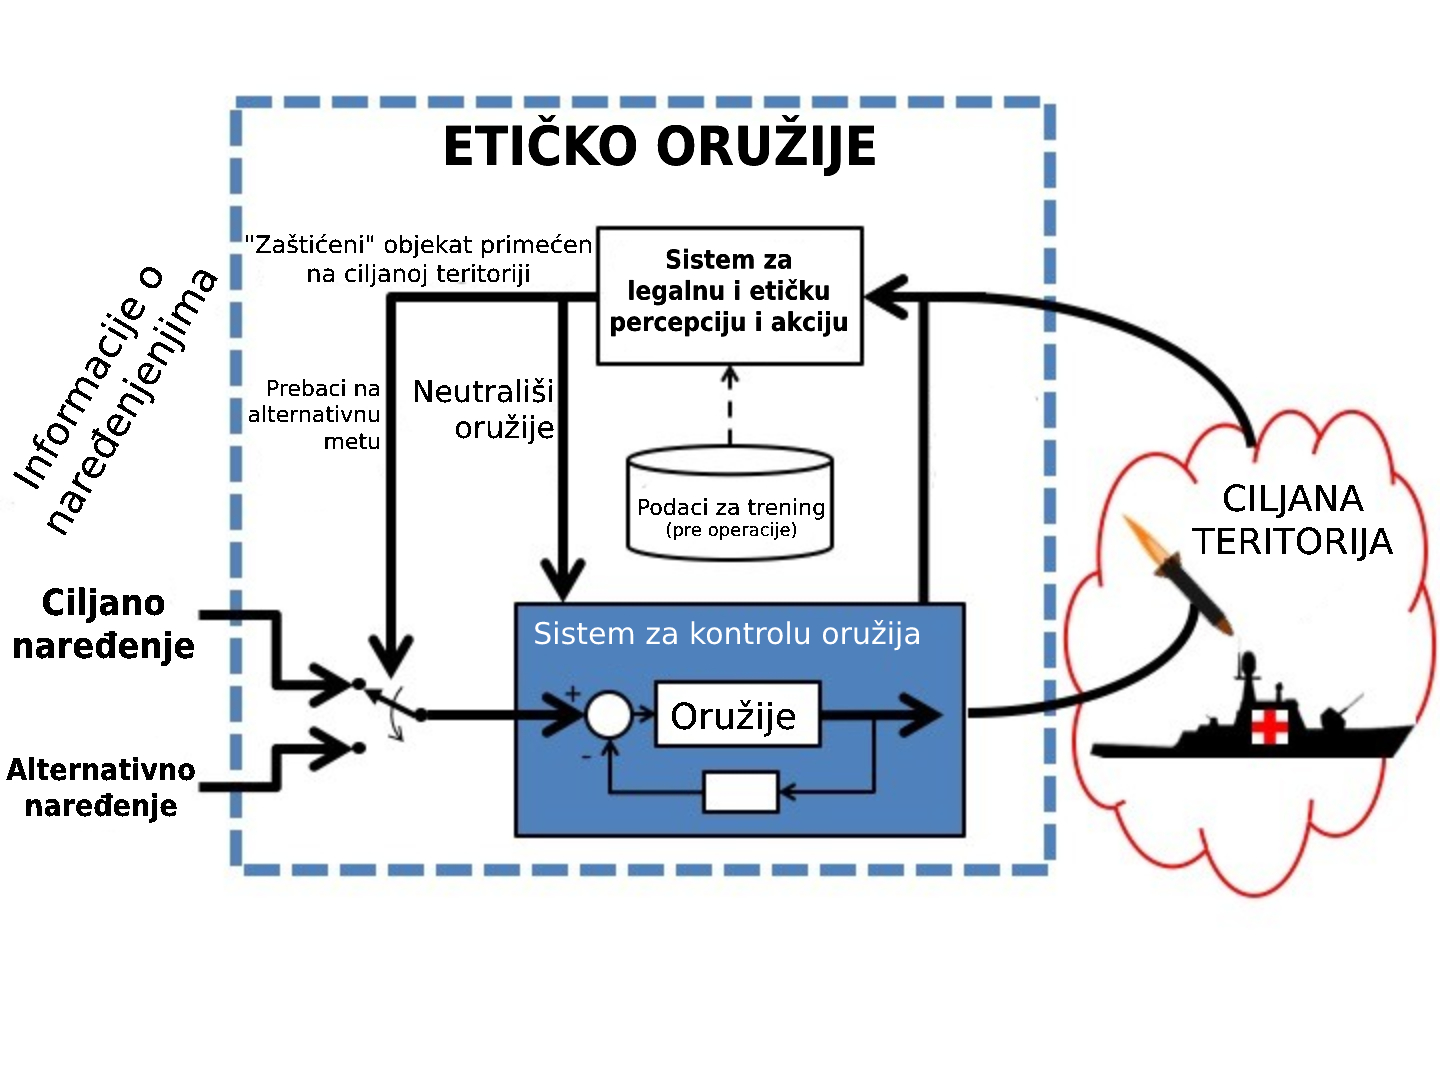 ETIČKO ORUŽIJE
"Zaštićeni" objekat primećen
na ciljanoj teritoriji
Sistem za
legalnu i etičku
percepciju i akciju
Informacije o
naređenjenjima
Prebaci na
alternativnu
metu
Neutrališi
oružije
Podaci za trening
(pre operacije)
CILJANA
TERITORIJA
Ciljano
naređenje
Sistem za kontrolu oružija
+
Oružije
-
Alternativno
naređenje